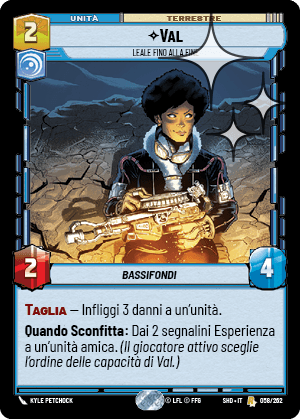 UNITÀ
TERRESTRE
2
Val
LEALE FINO ALLA FINE
2
BASSIFONDI
4
TAGLIA — Infliggi 3 danni a un'unità.
Quando Sconfitta: Dai 2 segnalini Esperienza
a un'unità amica. (Il giocatore attivo sceglie
l'ordine delle capacità di Val.)
KYLE PETCHOCK
© LFL © FFG
SHD • IT
058/262